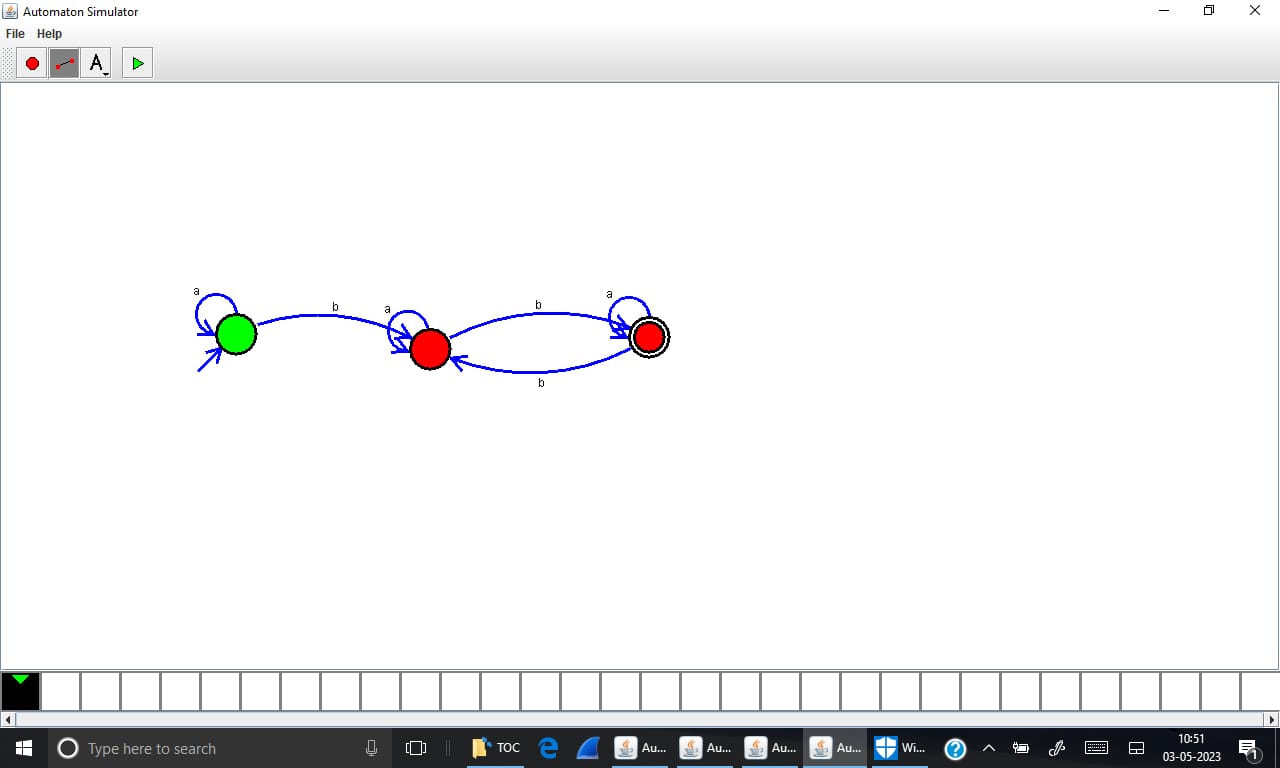 Automaton Simulator
File Help
A
a
b
a
b
a
b
Type here to search
TOC
Au...
Au...
Au...
Au...
Wi...
10:51
03-05-2023
1